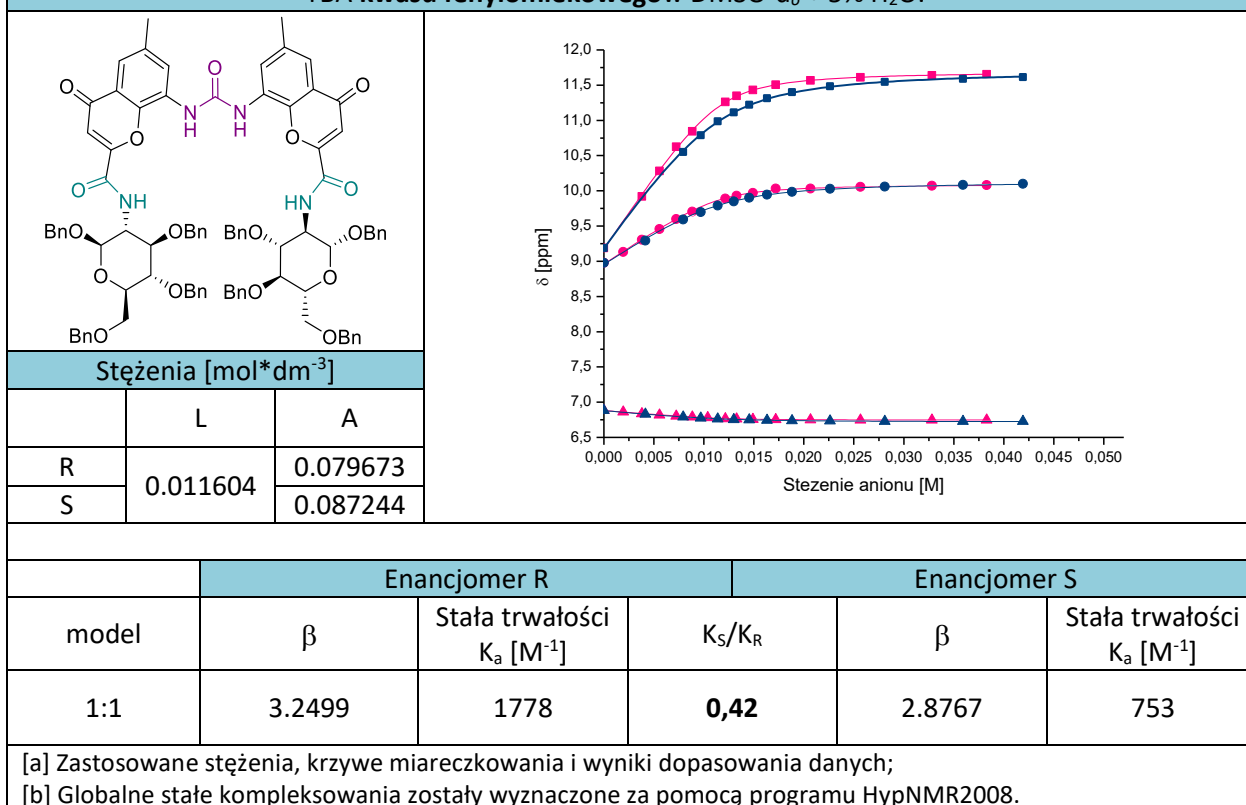 TBA kwasu fenylomlekowego w DMSO-d₆ + 5% H₂O.
O
O
O
N
H
N
H
O
O
O
O
NH
O
HN
BnO
OBn
O
OBn
BnO
BnO
OBn
O
BnO
OBn
Stężenia [mol*dm⁻³]
L A
R 0.011604 0.079673
S 0.087244
12,0
11,5
11,0
10,5
10,0
9,5
9,0
8,5
8,0
7,5
7,0
6,5
δ [ppm]
0,000 0,005 0,010 0,015 0,020 0,025 0,030 0,035 0,040 0,045 0,050
Stezenie anionu [M]
Enancjomer R Enancjomer S
model β Stała trwałości Kₐ [M⁻¹] K_S/K_R β Stała trwałości Kₐ [M⁻¹]
1:1 3.2499 1778 0,42 2.8767 753
[a] Zastosowane stężenia, krzywe miareczkowania i wyniki dopasowania danych;
[b] Globalne stałe kompleksowania zostały wyznaczone za pomocą programu HypNMR2008.